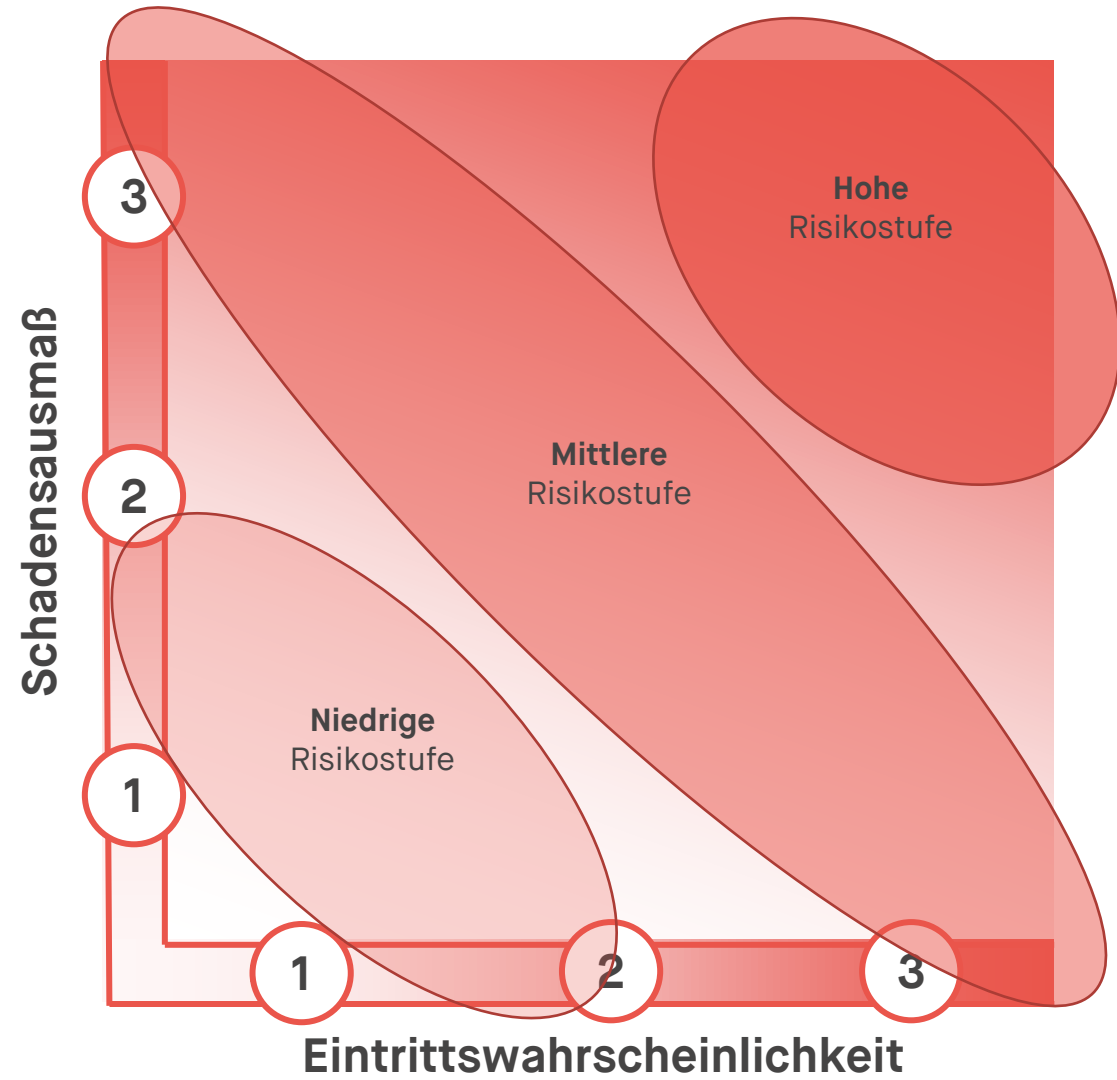 Hohe
Risikostufe
3
Mittlere
Risikostufe
Schadensausmaß
2
Niedrige
Risikostufe
1
1
2
3
Eintrittswahrscheinlichkeit